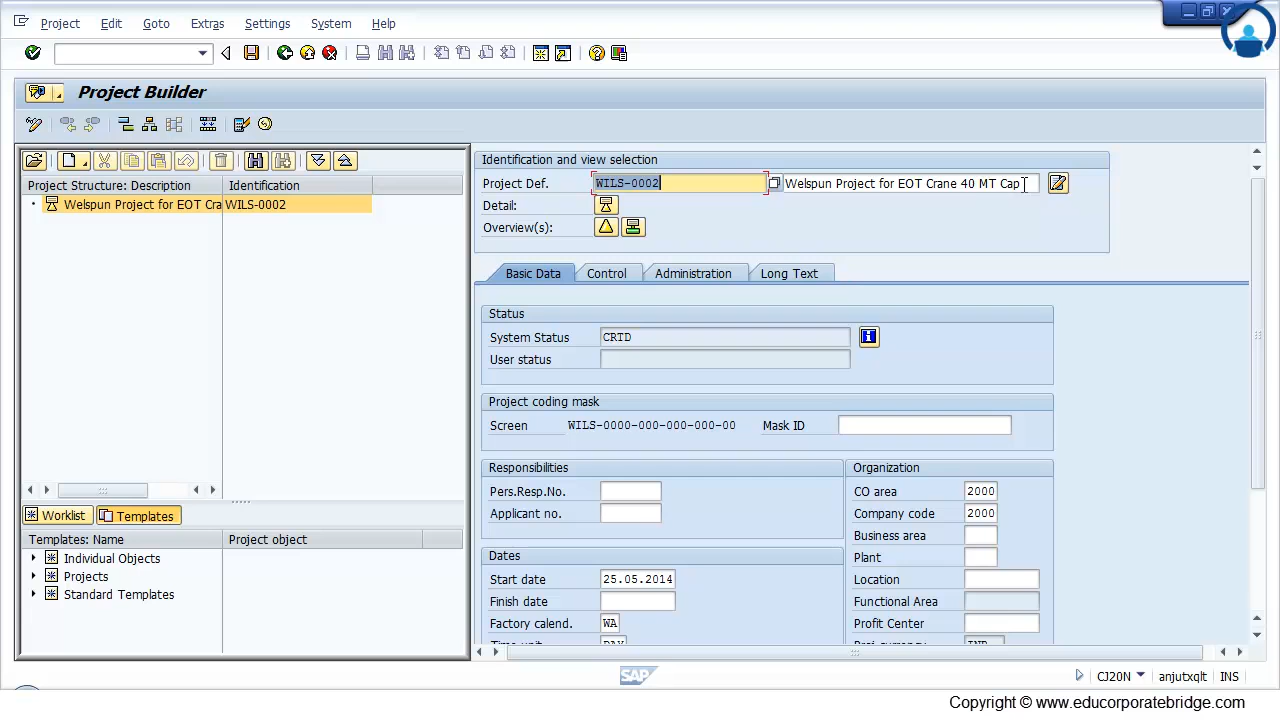 Project Edit Goto Extras Settings System Help
Project Builder
Project Structure: Description Identification
Welspun Project for EOT Cra WILS-0002
Worklist Templates
Templates: Name Project object
Individual Objects
Projects
Standard Templates
Identification and view selection
Project Def. WILS-0002 Welspun Project for EOT Crane 40 MT Cap
Detail:
Overview(s):
Basic Data Control Administration Long Text
Status
System Status CRTD
User status
Project coding mask
Screen WILS-0000-000-000-000-00 Mask ID
Responsibilities
Pers.Resp.No.
Applicant no.
Dates
Start date 25.05.2014
Finish date
Factory calend. WA
Organization
CO area 2000
Company code 2000
Business area
Plant
Location
Functional Area
Profit Center
SAP
CJ20N anjutxqlt INS
Copyright © www.educorporatebridge.com